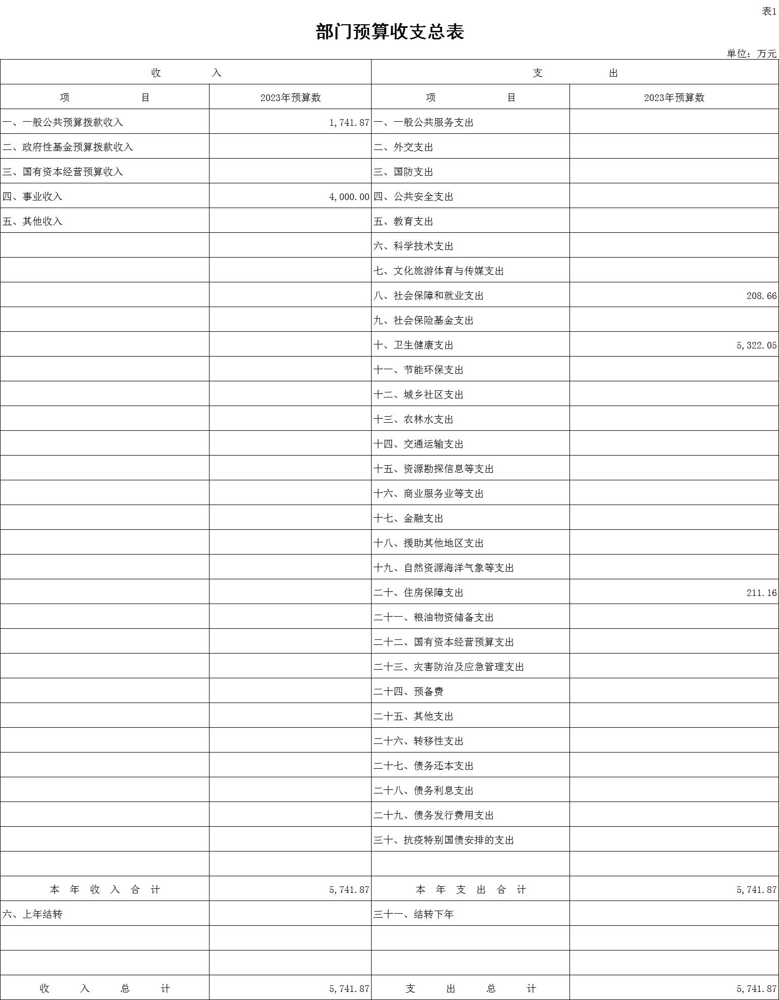 表1
部门预算收支总表
单位：万元
收 入 支 出
项 目 2023年预算数 项 目 2023年预算数
一、一般公共预算拨款收入 1,741.87 一、一般公共服务支出
二、政府性基金预算拨款收入 二、外交支出
三、国有资本经营预算收入 三、国防支出
四、事业收入 4,000.00 四、公共安全支出
五、其他收入 五、教育支出
六、科学技术支出
七、文化旅游体育与传媒支出
八、社会保障和就业支出 208.66
九、社会保险基金支出
十、卫生健康支出 5,322.05
十一、节能环保支出
十二、城乡社区支出
十三、农林水支出
十四、交通运输支出
十五、资源勘探信息等支出
十六、商业服务业等支出
十七、金融支出
十八、援助其他地区支出
十九、自然资源海洋气象等支出
二十、住房保障支出 211.16
二十一、粮油物资储备支出
二十二、国有资本经营预算支出
二十三、灾害防治及应急管理支出
二十四、预备费
二十五、其他支出
二十六、转移性支出
二十七、债务还本支出
二十八、债务利息支出
二十九、债务发行费用支出
三十、抗疫特别国债安排的支出
本 年 收 入 合 计 5,741.87 本 年 支 出 合 计 5,741.87
六、上年结转 三十一、结转下年
收 入 总 计 5,741.87 支 出 总 计 5,741.87